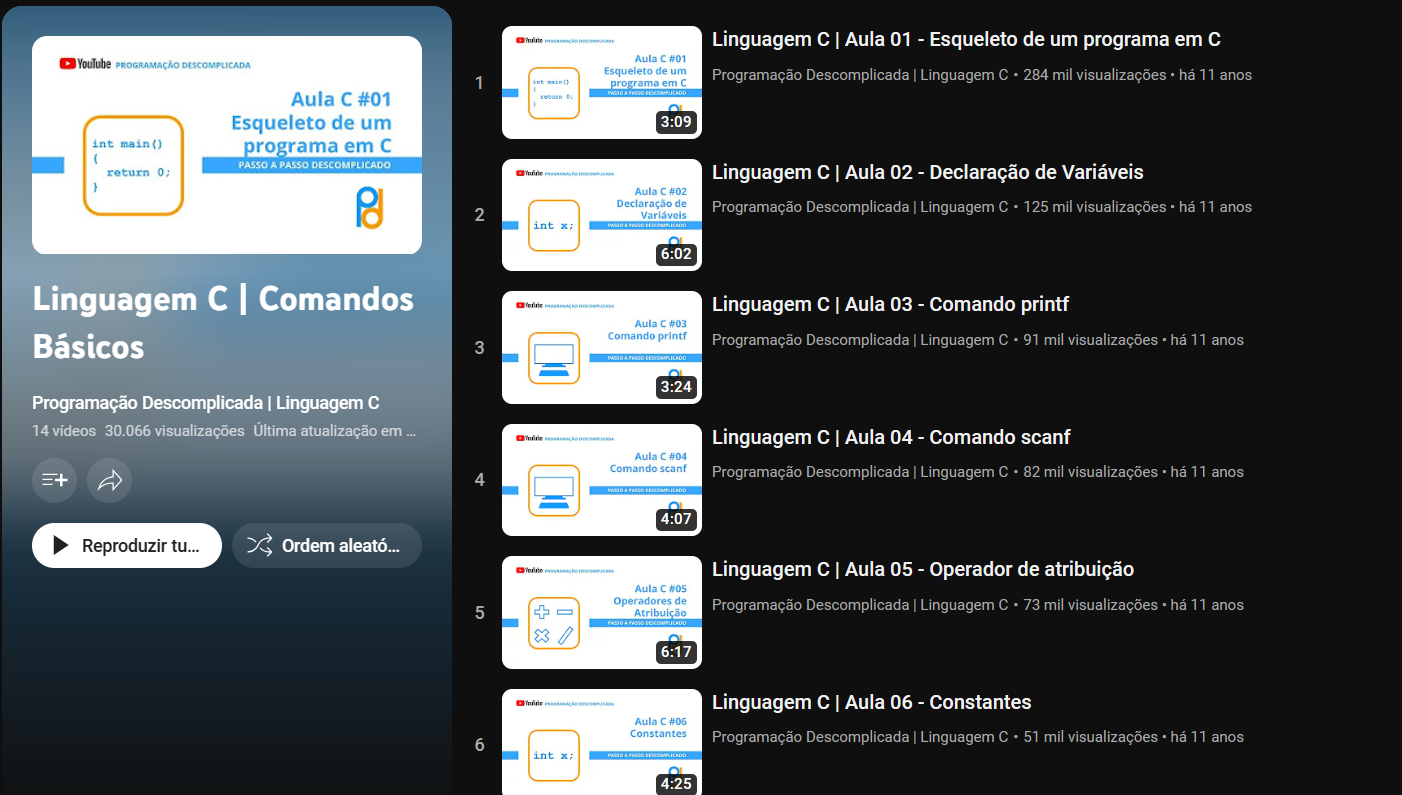 YouTube PROGRAMAÇÃO DESCOMPLICADA
Aula C #01
Esqueleto de um
programa em C
PASSO A PASSO DESCOMPLICADO
int main()
{
return 0;
}
pd
Linguagem C | Comandos
Básicos
Programação Descomplicada | Linguagem C
14 vídeos 30.066 visualizações Última atualização em ...
Reproduzir tu...
Ordem aleató...
1
YouTube PROGRAMAÇÃO DESCOMPLICADA
Aula C #01
Esqueleto de um
programa em C
PASSO A PASSO DESCOMPLICADO
int main()
{
return 0;
}
3:09
Linguagem C | Aula 01 - Esqueleto de um programa em C
Programação Descomplicada | Linguagem C • 284 mil visualizações • há 11 anos
2
YouTube PROGRAMAÇÃO DESCOMPLICADA
Aula C #02
Declaração de
Variáveis
PASSO A PASSO DESCOMPLICADO
int x;
6:02
Linguagem C | Aula 02 - Declaração de Variáveis
Programação Descomplicada | Linguagem C • 125 mil visualizações • há 11 anos
3
YouTube PROGRAMAÇÃO DESCOMPLICADA
Aula C #03
Comando printf
PASSO A PASSO DESCOMPLICADO
3:24
Linguagem C | Aula 03 - Comando printf
Programação Descomplicada | Linguagem C • 91 mil visualizações • há 11 anos
4
YouTube PROGRAMAÇÃO DESCOMPLICADA
Aula C #04
Comando scanf
PASSO A PASSO DESCOMPLICADO
4:07
Linguagem C | Aula 04 - Comando scanf
Programação Descomplicada | Linguagem C • 82 mil visualizações • há 11 anos
5
YouTube PROGRAMAÇÃO DESCOMPLICADA
Aula C #05
Operadores de
Atribuição
PASSO A PASSO DESCOMPLICADO
6:17
Linguagem C | Aula 05 - Operador de atribuição
Programação Descomplicada | Linguagem C • 73 mil visualizações • há 11 anos
6
YouTube PROGRAMAÇÃO DESCOMPLICADA
Aula C #06
Constantes
PASSO A PASSO DESCOMPLICADO
int x;
4:25
Linguagem C | Aula 06 - Constantes
Programação Descomplicada | Linguagem C • 51 mil visualizações • há 11 anos